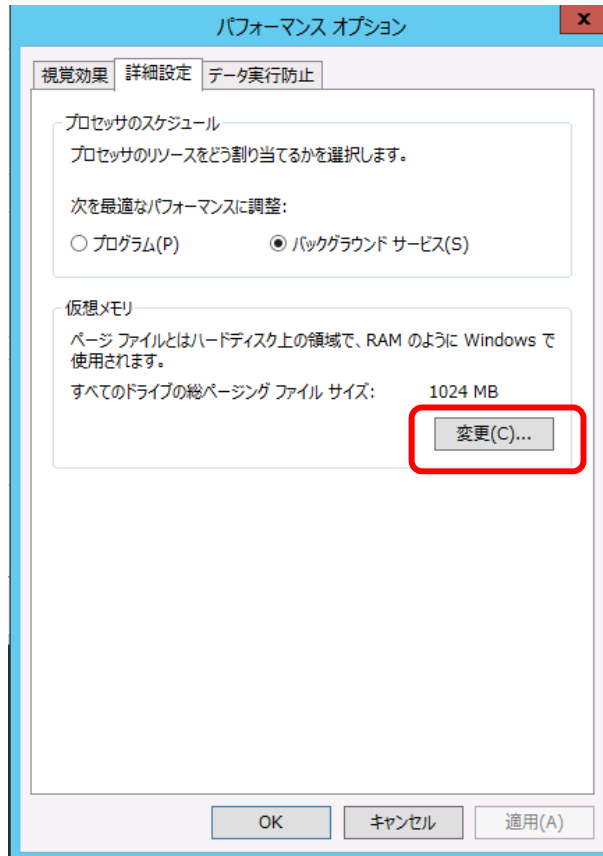 パフォーマンス オプション
x
視覚効果 詳細設定 データ実行防止
プロセッサのスケジュール
プロセッサのリソースをどう割り当てるかを選択します。
次を最適なパフォーマンスに調整:
プログラム(P) バックグラウンド サービス(S)
仮想メモリ
ページ ファイルとはハードディスク上の領域で、RAM のように Windows で
使用されます。
すべてのドライブの総ページング ファイル サイズ: 1024 MB
変更(C)...
OK キャンセル 適用(A)